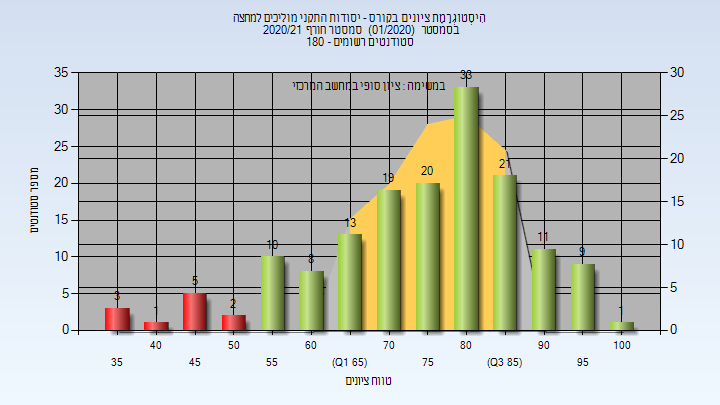 היסטוגרמת ציונים בקורס - יסודות התקני מוליכים למחצה
בסמסטר (01/2020) סמסטר חורף 2020/21
סטודנטים רשומים - 180
במשימה : ציון סופי במחשב המרכזי
מספר סטודנטים
35 30 25 20 15 10 5 0
30 25 20 15 10 5 0
3 1 5 2 10 8 13 19 20 33 21 11 9 1
40 50 60 70 80 90 100
35 45 55 (Q1 65) 75 (Q3 85) 95
טווח ציונים